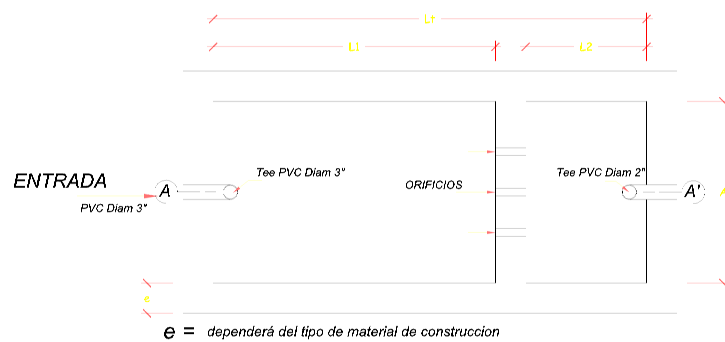 Lt
L1
L2
ENTRADA
A
Tee PVC Diam 3"
ORIFICIOS
Tee PVC Diam 2"
A'
A
PVC Diam 3"
e
e = dependerá del tipo de material de construccion